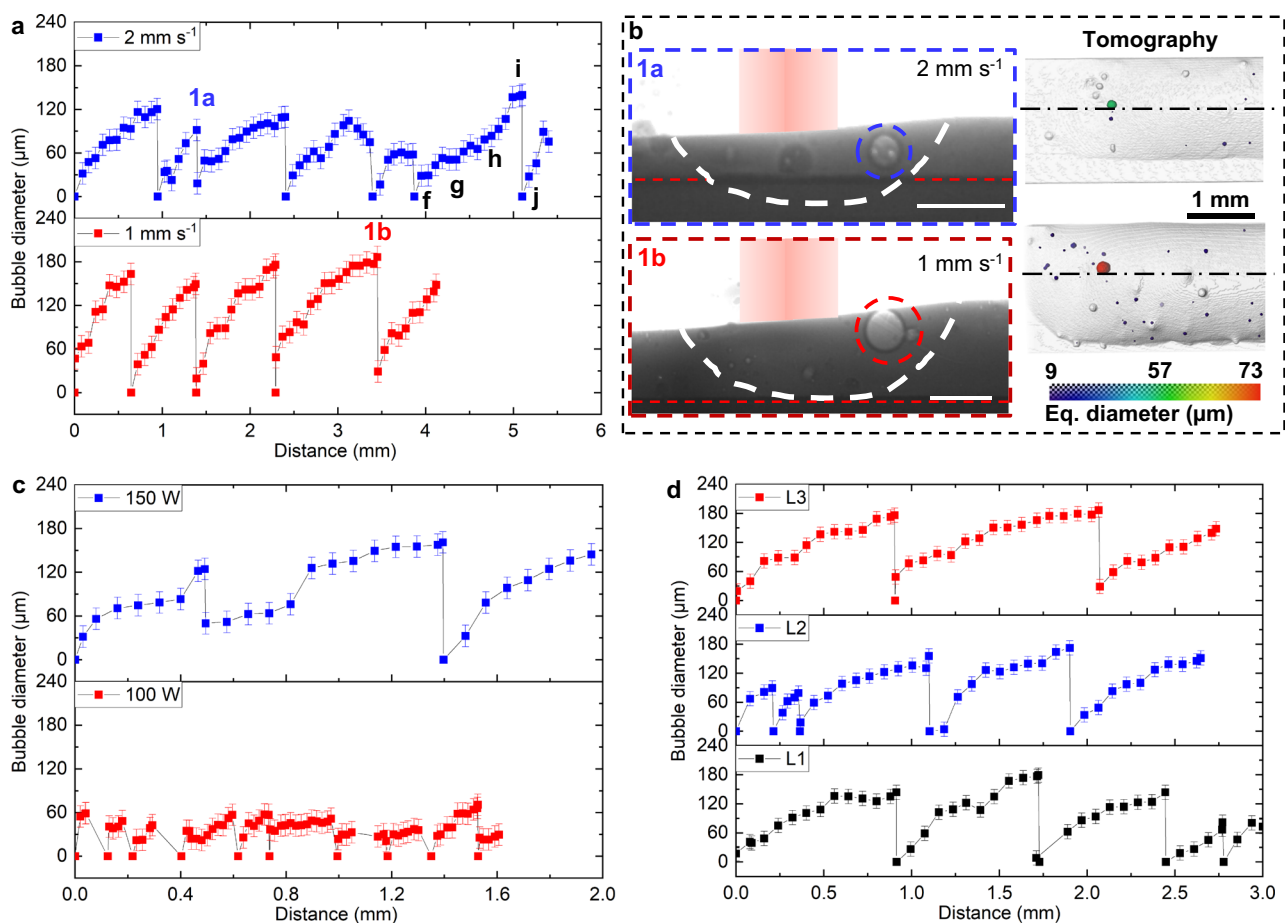 a
2 mm s⁻¹
1a
i
h
g
f
j
240
180
120
60
0
1 mm s⁻¹
1b
240
180
120
60
0
Bubble diameter (µm)
0 1 2 3 4 5 6
Distance (mm)
b
1a
2 mm s⁻¹
1b
1 mm s⁻¹
Tomography
1 mm
9 57 73
Eq. diameter (µm)
c
150 W
240
180
120
60
0
100 W
240
180
120
60
0
Bubble diameter (µm)
0.0 0.4 0.8 1.2 1.6 2.0
Distance (mm)
d
L3
240
180
120
60
0
L2
240
180
120
60
0
L1
240
180
120
60
0
Bubble diameter (µm)
0.0 0.5 1.0 1.5 2.0 2.5 3.0
Distance (mm)